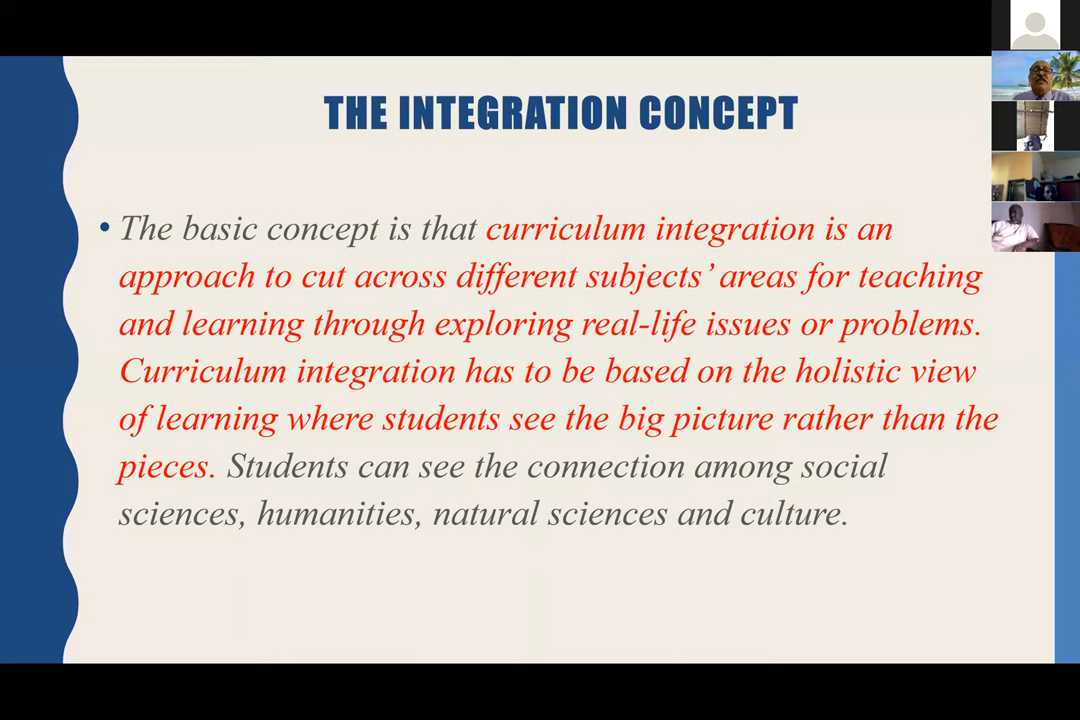 THE INTEGRATION CONCEPT
• The basic concept is that curriculum integration is an
approach to cut across different subjects’ areas for teaching
and learning through exploring real-life issues or problems.
Curriculum integration has to be based on the holistic view
of learning where students see the big picture rather than the
pieces. Students can see the connection among social
sciences, humanities, natural sciences and culture.